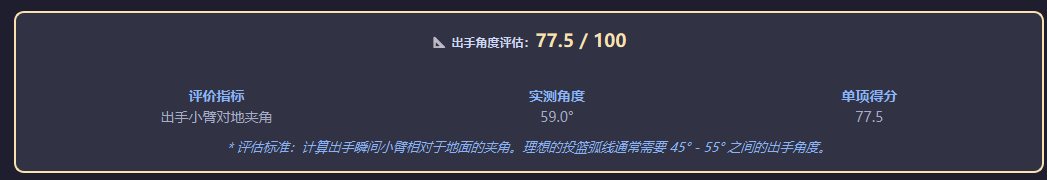 📐 出手角度评估：77.5 / 100
评价指标 实测角度 单项得分
出手小臂对地夹角 59.0° 77.5
* 评估标准：计算出手瞬间小臂相对于地面的夹角。理想的投篮弧线通常需要 45° - 55° 之间的出手角度。